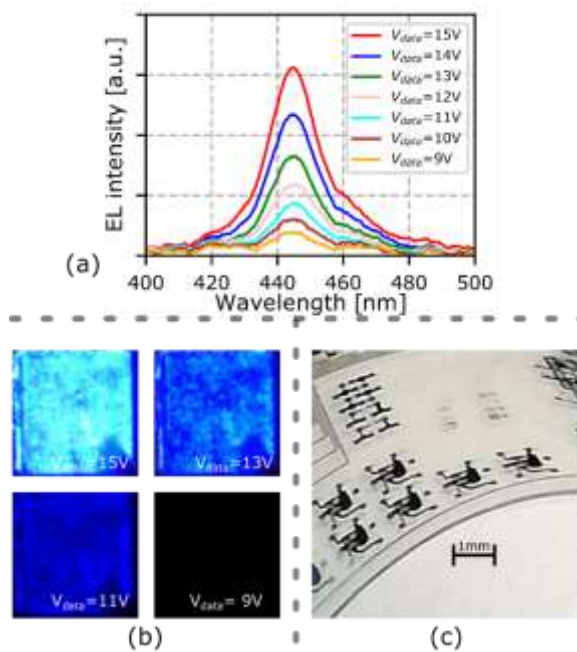 EL intensity [a.u.]
V_data=15V
V_data=14V
V_data=13V
V_data=12V
V_data=11V
V_data=10V
V_data=9V
(a)
400 420 440 460 480 500
Wavelength [nm]
V_data=15V
V_data=13V
V_data=11V
V_data= 9V
1mm
(b)
(c)